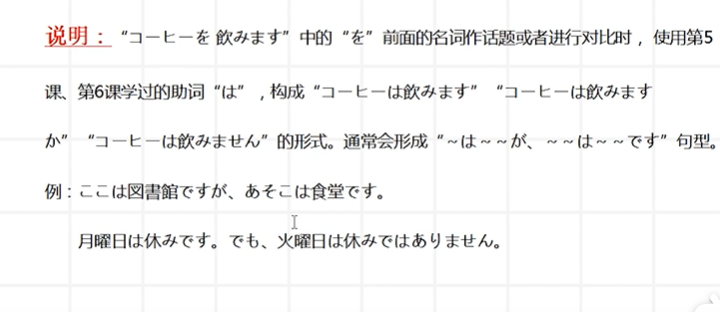 说明：“コーヒーを 飲みます”中的“を”前面的名词作话题或者进行对比时，使用第5
课、第6课学过的助词“は”,构成“コーヒーは飲みます”“コーヒーは飲みます
か”“コーヒーは飲みません”的形式。通常会形成“~は~~が、~~は~~です”句型。
例：ここは図書館ですが、あそこは食堂です。
月曜日は休みです。でも、火曜日は休みではありません。